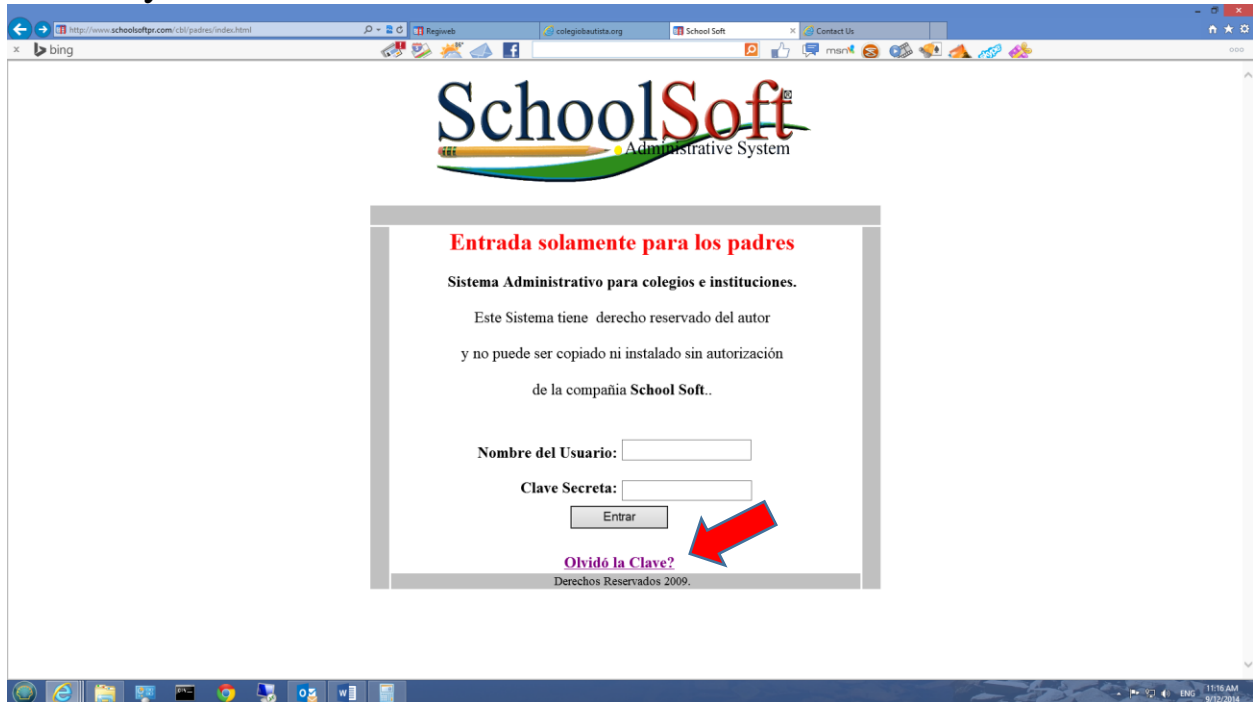 http://www.schoolsoftpr.com/cbl/padres/index.html
Regiweb
colegiobautista.org
School Soft
Contact Us
bing
msn
SchoolSoft
Administrative System
Entrada solamente para los padres
Sistema Administrativo para colegios e instituciones.
Este Sistema tiene derecho reservado del autor
y no puede ser copiado ni instalado sin autorización
de la compañia School Soft..
Nombre del Usuario:
Clave Secreta:
Entrar
Olvidó la Clave?
Derechos Reservados 2009.
ENG
11:16 AM
9/12/2014